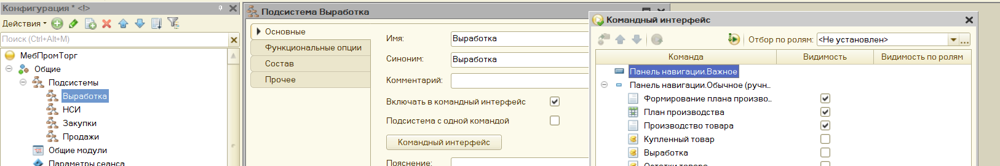 Конфигурация * <!>
Действия
Поиск (Ctrl+Alt+M)
МебПромТорг
Общие
Подсистемы
Выработка
НСИ
Закупки
Продажи
Общие модули
Параметры сеанса
Подсистема Выработка
Основные
Функциональные опции
Состав
Прочее
Имя:
Выработка
Синоним:
Выработка
Комментарий:
Включать в командный интерфейс
Подсистема с одной командой
Командный интерфейс
Пояснение:
Командный интерфейс
Отбор по ролям: <Не установлен>
Команда Видимость Видимость по ролям
Панель навигации.Важное
Панель навигации.Обычное (ручн...
Формирование плана произво...
План производства
Производство товара
Купленный товар
Выработка
Остатки товара